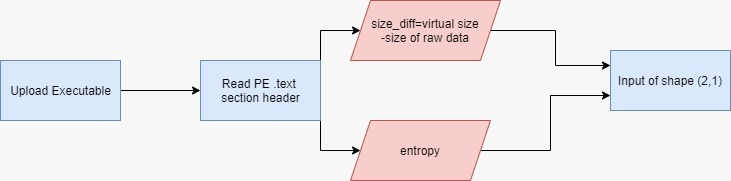 Upload Executable
Read PE .text
section header
size_diff=virtual size
-size of raw data
entropy
Input of shape (2,1)